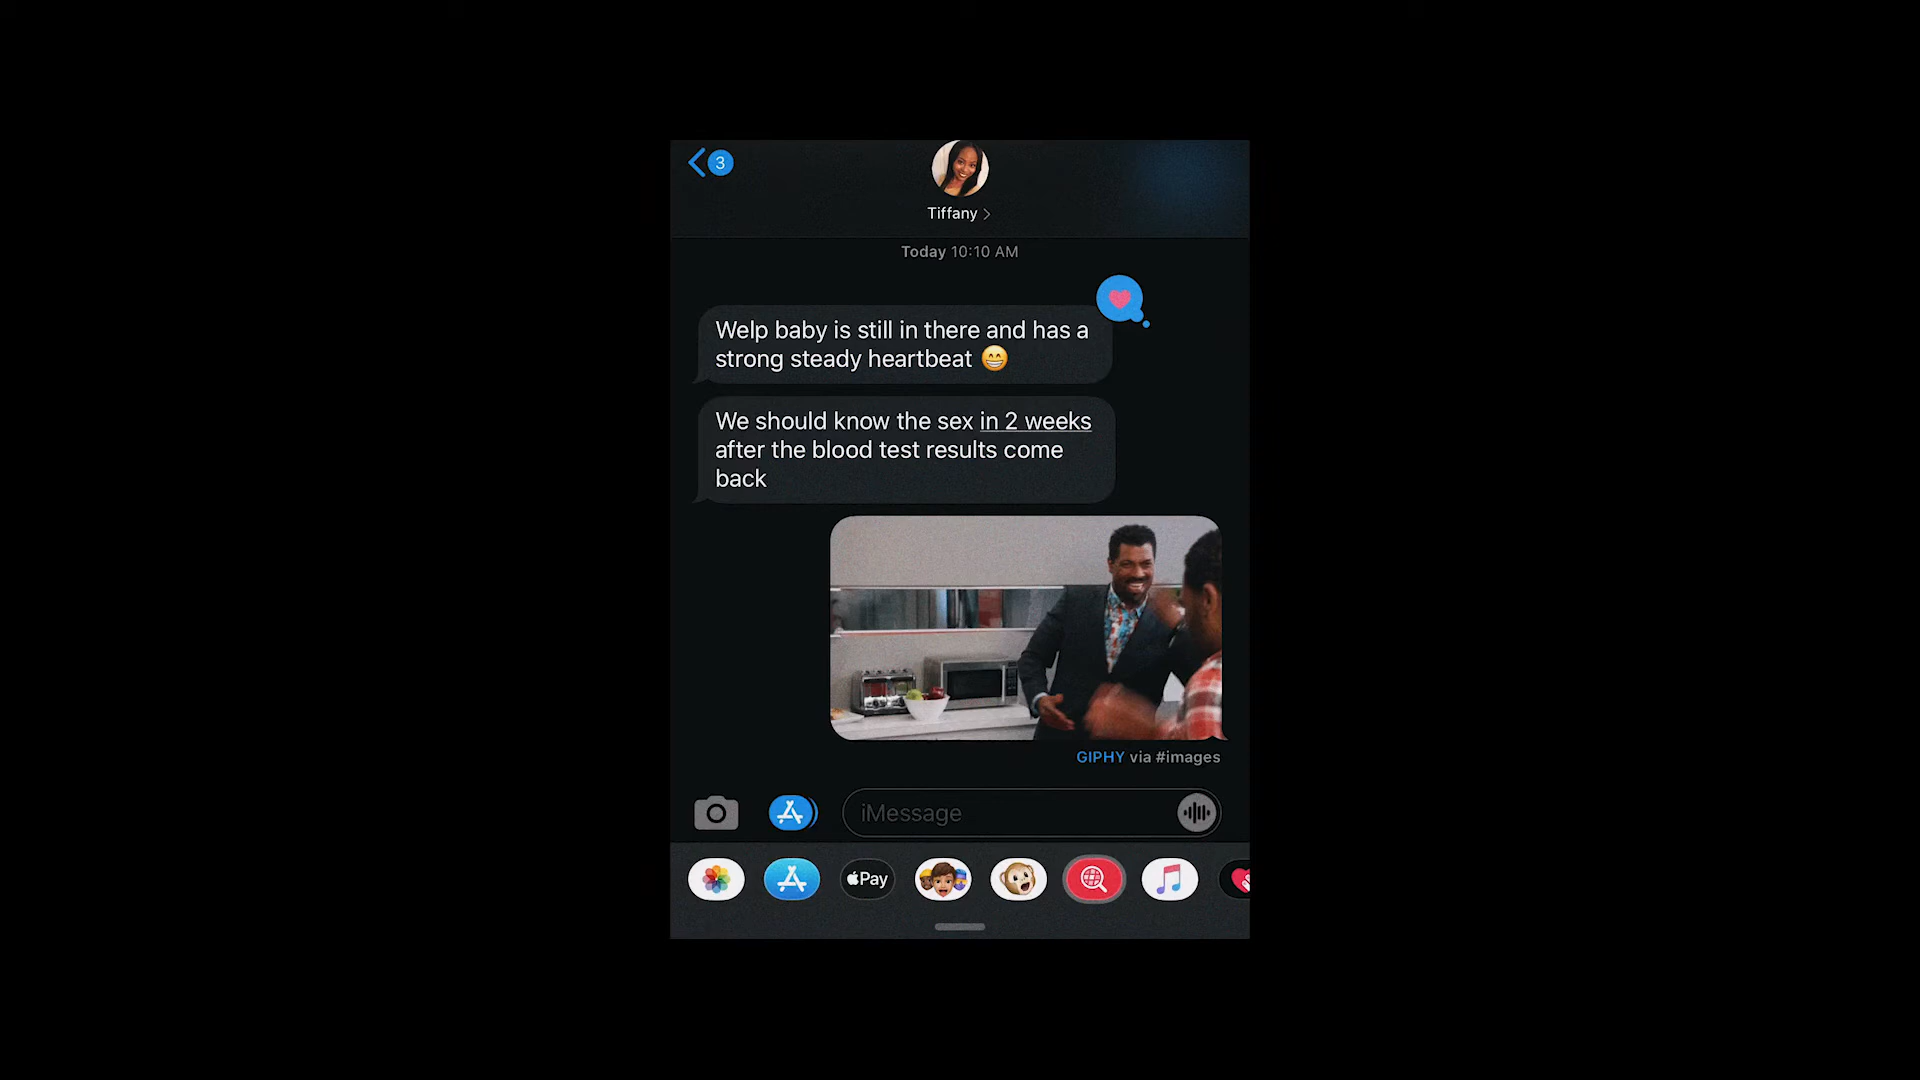 3
Tiffany
Today 10:10 AM
Welp baby is still in there and has a
strong steady heartbeat 😁
We should know the sex in 2 weeks
after the blood test results come
back
GIPHY via #images
iMessage
Pay